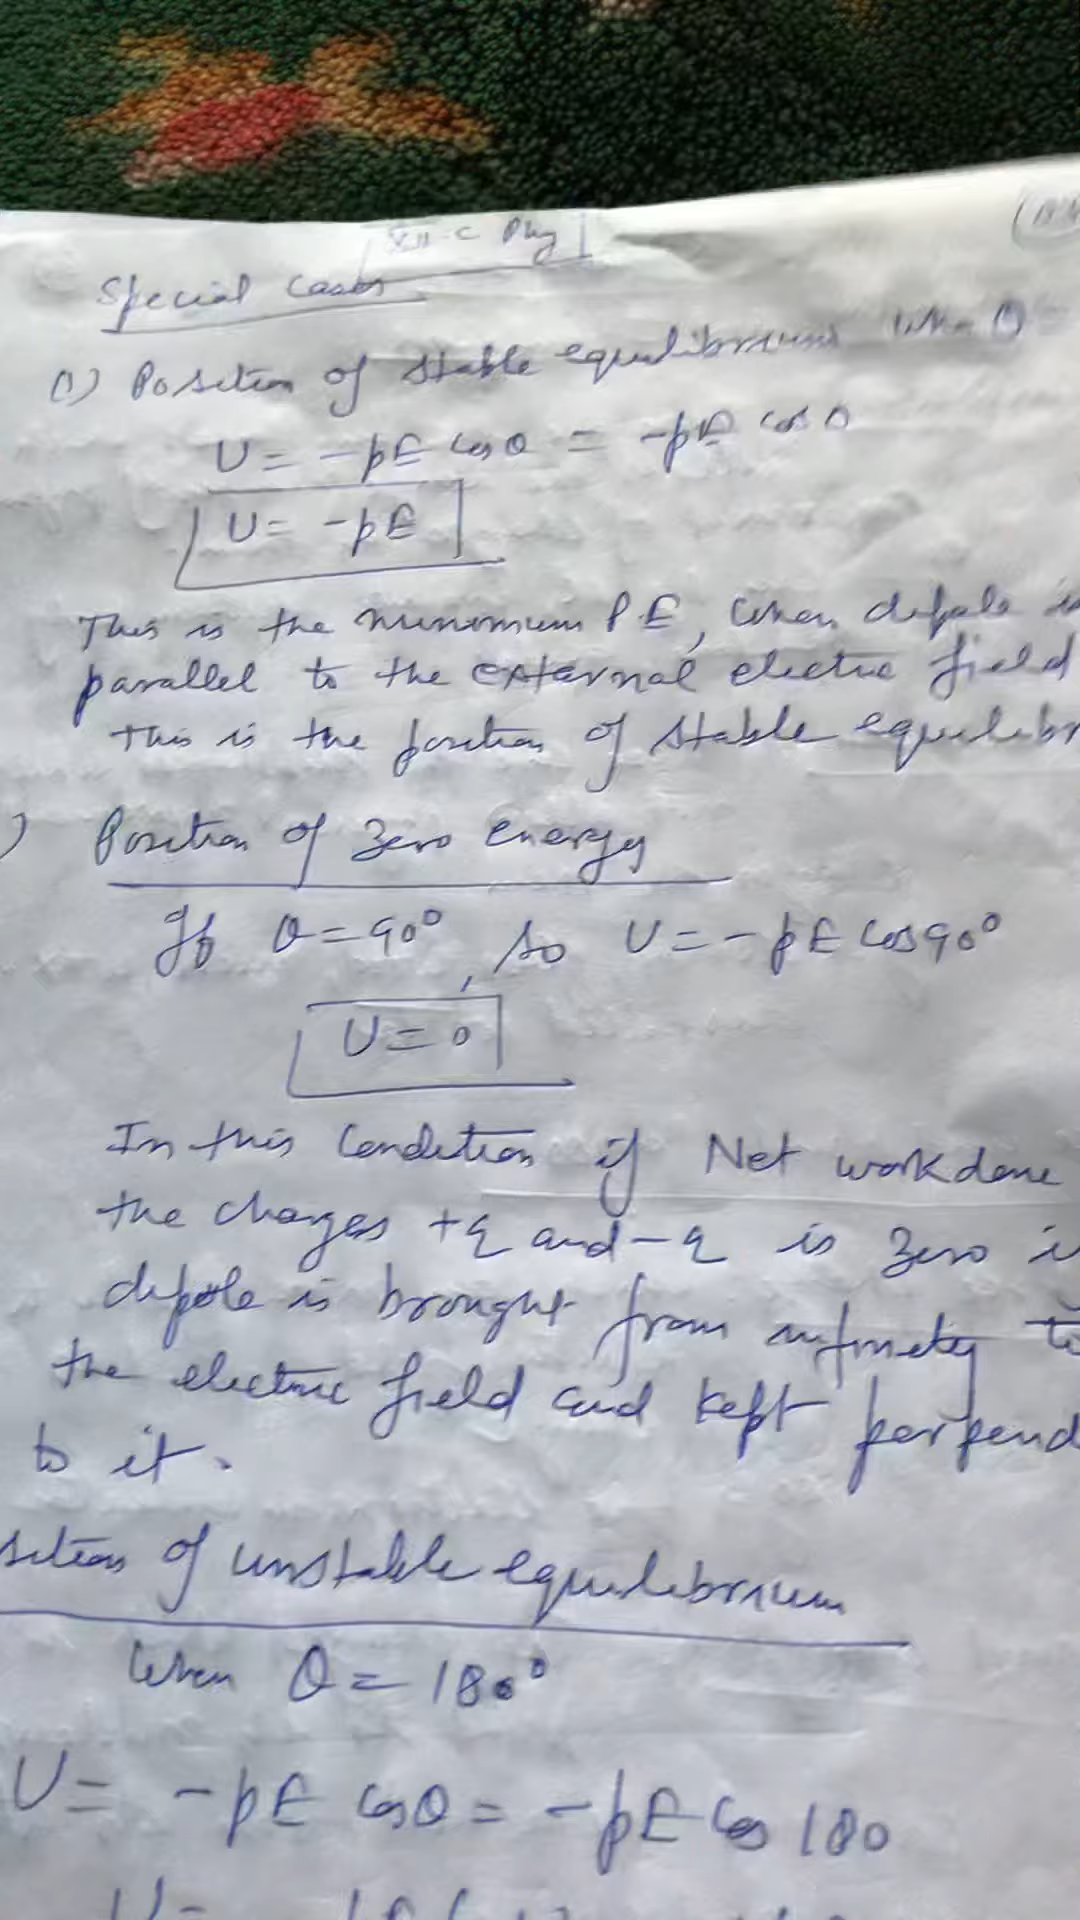 XII-C Phy
Special Cases
(1) Position of stable equilibrium when θ =
U = -pE cos θ = -pE cos 0
U = -pE
This is the minimum P E, when dipole is
parallel to the external electric field
This is the position of stable equilibr
) Position of zero energy
If θ = 90°, so U = -pE cos 90°
U = 0
In this Condition if Net workdone
the charges +q and -q is zero i
dipole is brought from infinity to
the electric field and kept perpend
to it.
sition of unstable equilibrium
when θ = 180°
U = -pE cos θ = -pE cos 180